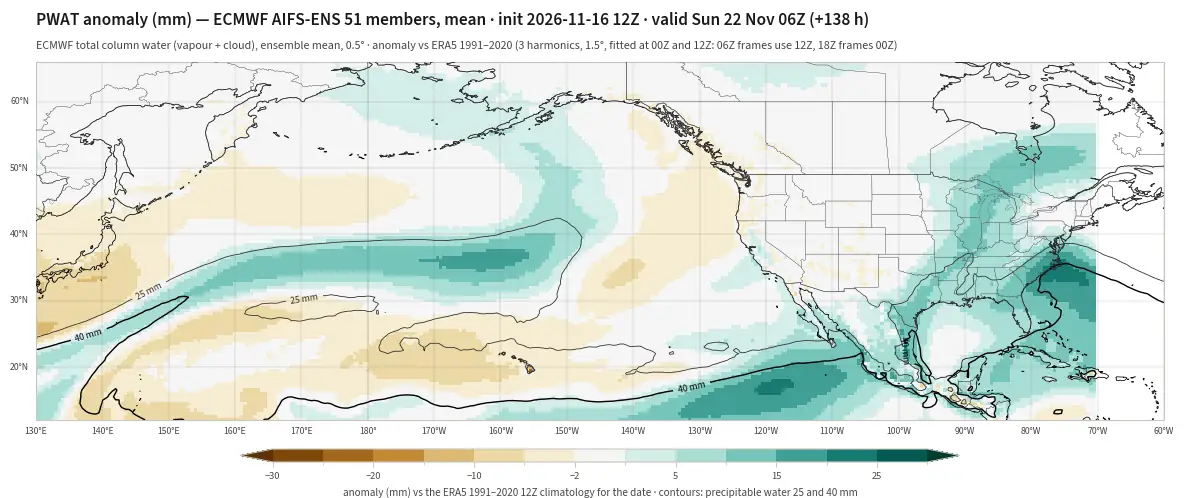 PWAT anomaly (mm) — ECMWF AIFS-ENS 51 members, mean · init 2026-11-16 12Z · valid Sun 22 Nov 06Z (+138 h)
ECMWF total column water (vapour + cloud), ensemble mean, 0.5° · anomaly vs ERA5 1991–2020 (3 harmonics, 1.5°, fitted at 00Z and 12Z: 06Z frames use 12Z, 18Z frames 00Z)
60°N
50°N
40°N
30°N
20°N
25 mm
25 mm
40 mm
40 mm
130°E 140°E 150°E 160°E 170°E 180° 170°W 160°W 150°W 140°W 130°W 120°W 110°W 100°W 90°W 80°W 70°W 60°W
−30 −20 −10 −2 5 15 25
anomaly (mm) vs the ERA5 1991–2020 12Z climatology for the date · contours: precipitable water 25 and 40 mm